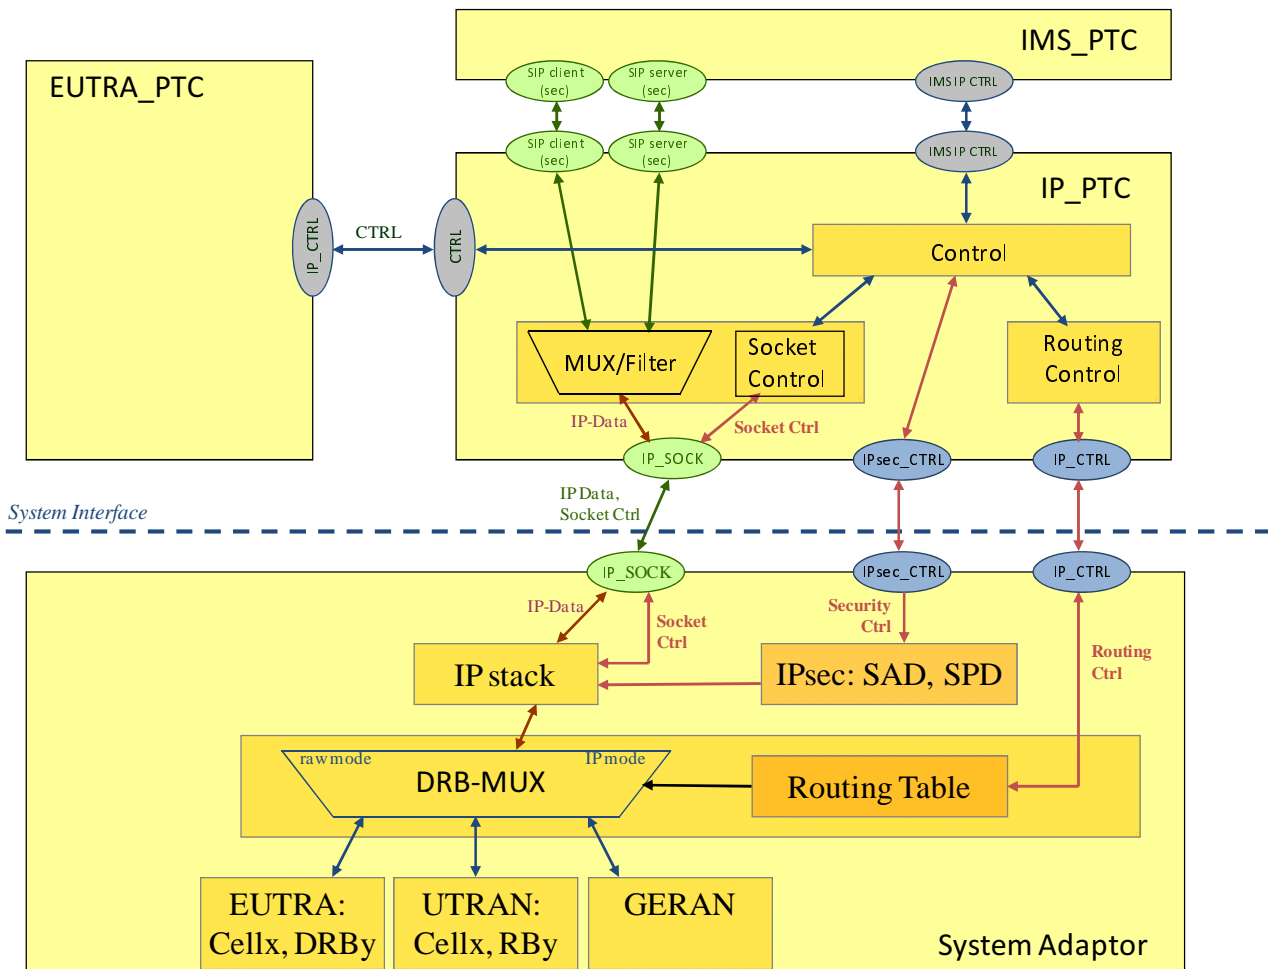 IMS_PTC
EUTRA_PTC
SIP client
(sec)
SIP server
(sec)
IMS IP CTRL
SIP client
(sec)
SIP server
(sec)
IMS IP CTRL
IP_PTC
IP_CTRL
CTRL
CTRL
Control
MUX/Filter
Socket
Control
Routing
Control
IP-Data
Socket Ctrl
IP_SOCK
IPsec_CTRL
IP_CTRL
IP Data,
Socket Ctrl
System Interface
IP_SOCK
IPsec_CTRL
IP_CTRL
IP-Data
Socket
Ctrl
Security
Ctrl
Routing
Ctrl
IP stack
IPsec: SAD, SPD
raw mode
IP mode
DRB-MUX
Routing Table
EUTRA:
Cellx, DRBy
UTRAN:
Cellx, RBy
GERAN
System Adaptor